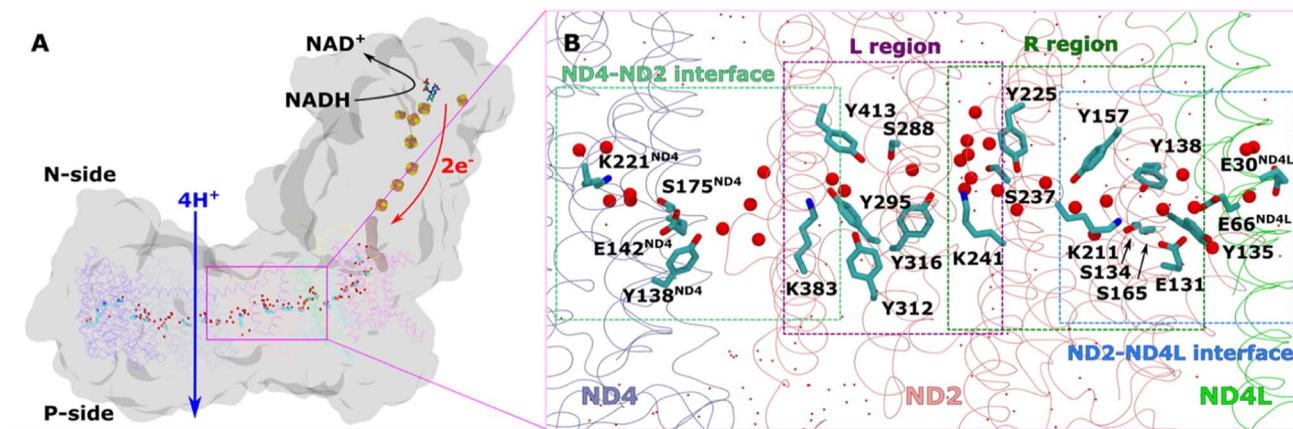 A
NAD+
NADH
2e-
N-side
4H+
P-side
B
L region
R region
ND4-ND2 interface
Y413
S288
Y225
Y157
Y138
K221ND4
S175ND4
E30ND4L
Y295
S237
E66ND4L
E142ND4
Y316
K241
K211
Y135
S134
Y138ND4
K383
Y312
S165
E131
ND2-ND4L interface
ND4
ND2
ND4L